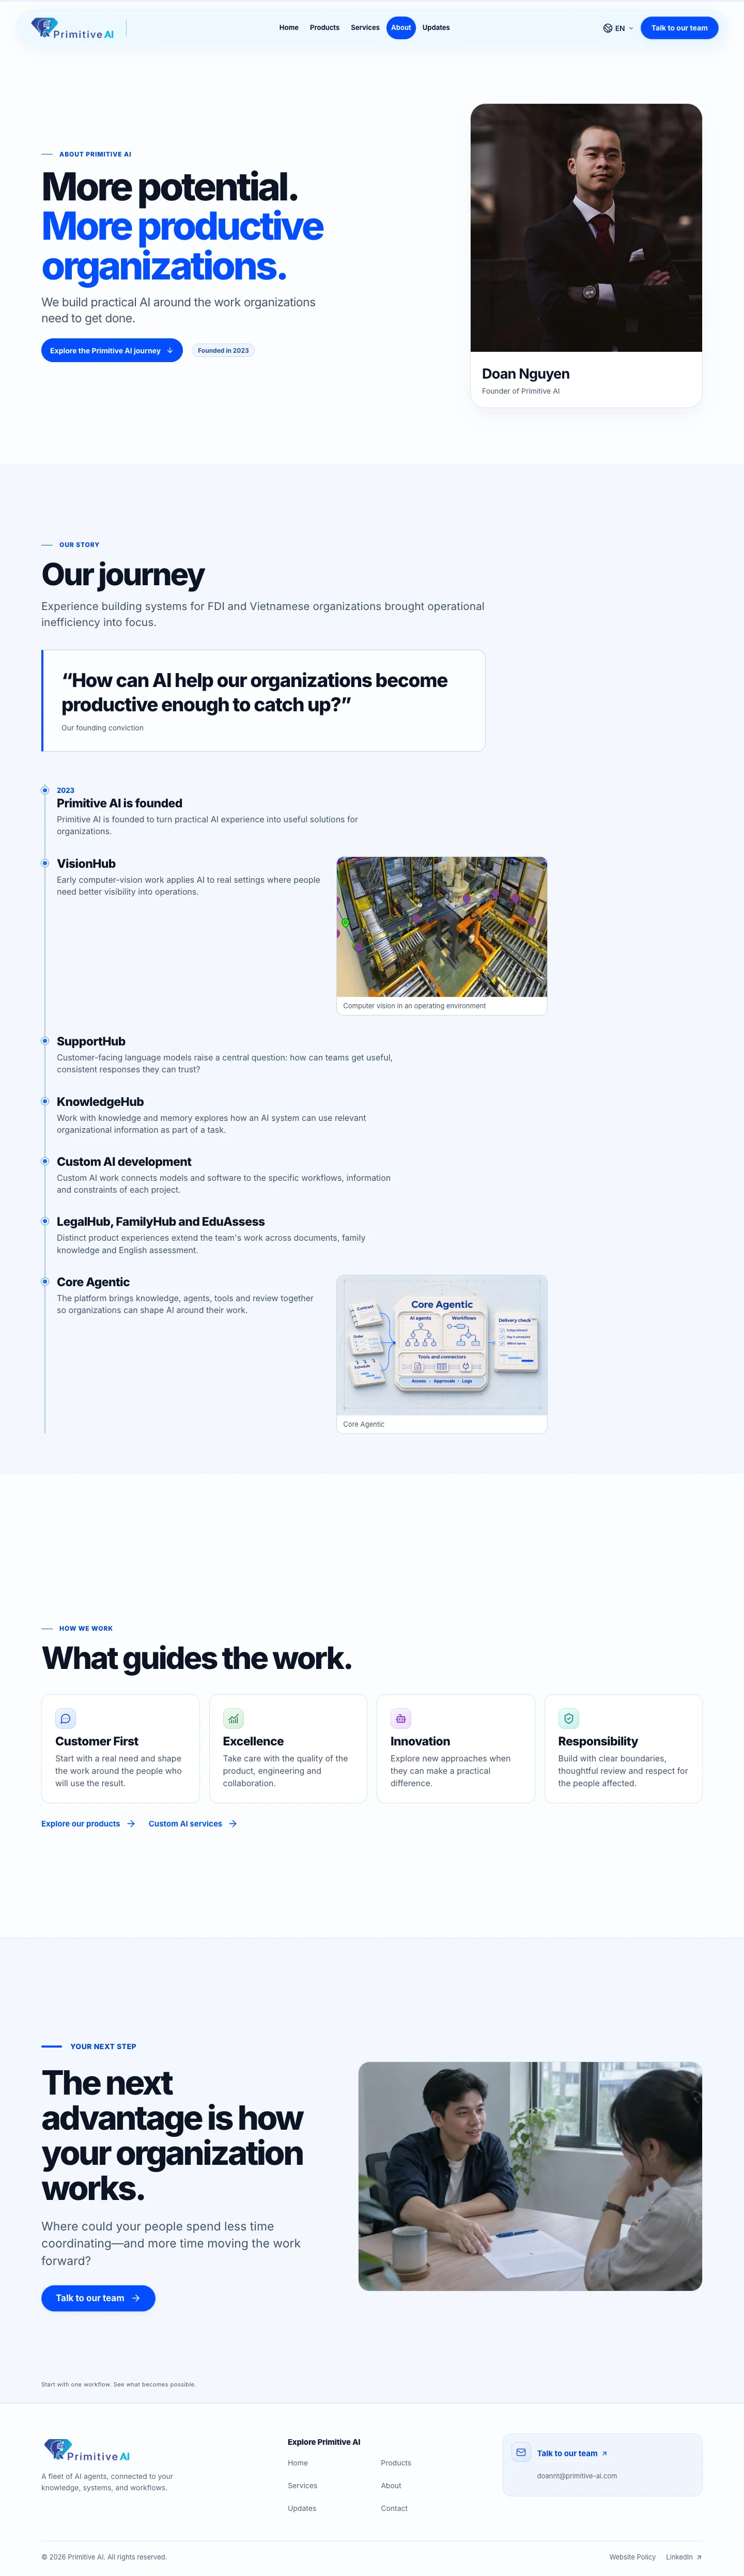 Primitive AI
Home
Products
Services
About
Updates
EN
Talk to our team
ABOUT PRIMITIVE AI
More potential.
More productive
organizations.
We build practical AI around the work organizations
need to get done.
Explore the Primitive AI journey
Founded in 2023
Doan Nguyen
Founder of Primitive AI
OUR STORY
Our journey
Experience building systems for FDI and Vietnamese organizations brought operational
inefficiency into focus.
“How can AI help our organizations become
productive enough to catch up?”
Our founding conviction
2023
Primitive AI is founded
Primitive AI is founded to turn practical AI experience into useful solutions for
organizations.
VisionHub
Early computer-vision work applies AI to real settings where people
need better visibility into operations.
Computer vision in an operating environment
SupportHub
Customer-facing language models raise a central question: how can teams get useful,
consistent responses they can trust?
KnowledgeHub
Work with knowledge and memory explores how an AI system can use relevant
organizational information as part of a task.
Custom AI development
Custom AI work connects models and software to the specific workflows, information
and constraints of each project.
LegalHub, FamilyHub and EduAssess
Distinct product experiences extend the team's work across documents, family
knowledge and English assessment.
Core Agentic
The platform brings knowledge, agents, tools and review together
so organizations can shape AI around their work.
Core Agentic
Contract
Order
Schedule
AI agents
Workflows
Tools and connectors
Access · Approvals · Logs
Delivery check
Core Agentic
HOW WE WORK
What guides the work.
Customer First
Start with a real need and shape
the work around the people who
will use the result.
Excellence
Take care with the quality of the
product, engineering and
collaboration.
Innovation
Explore new approaches when
they can make a practical
difference.
Responsibility
Build with clear boundaries,
thoughtful review and respect for
the people affected.
Explore our products
Custom AI services
YOUR NEXT STEP
The next
advantage is how
your organization
works.
Where could your people spend less time
coordinating—and more time moving the work
forward?
Talk to our team
Start with one workflow. See what becomes possible.
Primitive AI
A fleet of AI agents, connected to your
knowledge, systems, and workflows.
Explore Primitive AI
Home
Products
Services
About
Updates
Contact
Talk to our team
doannt@primitive-ai.com
© 2026 Primitive AI. All rights reserved.
Website Policy
LinkedIn